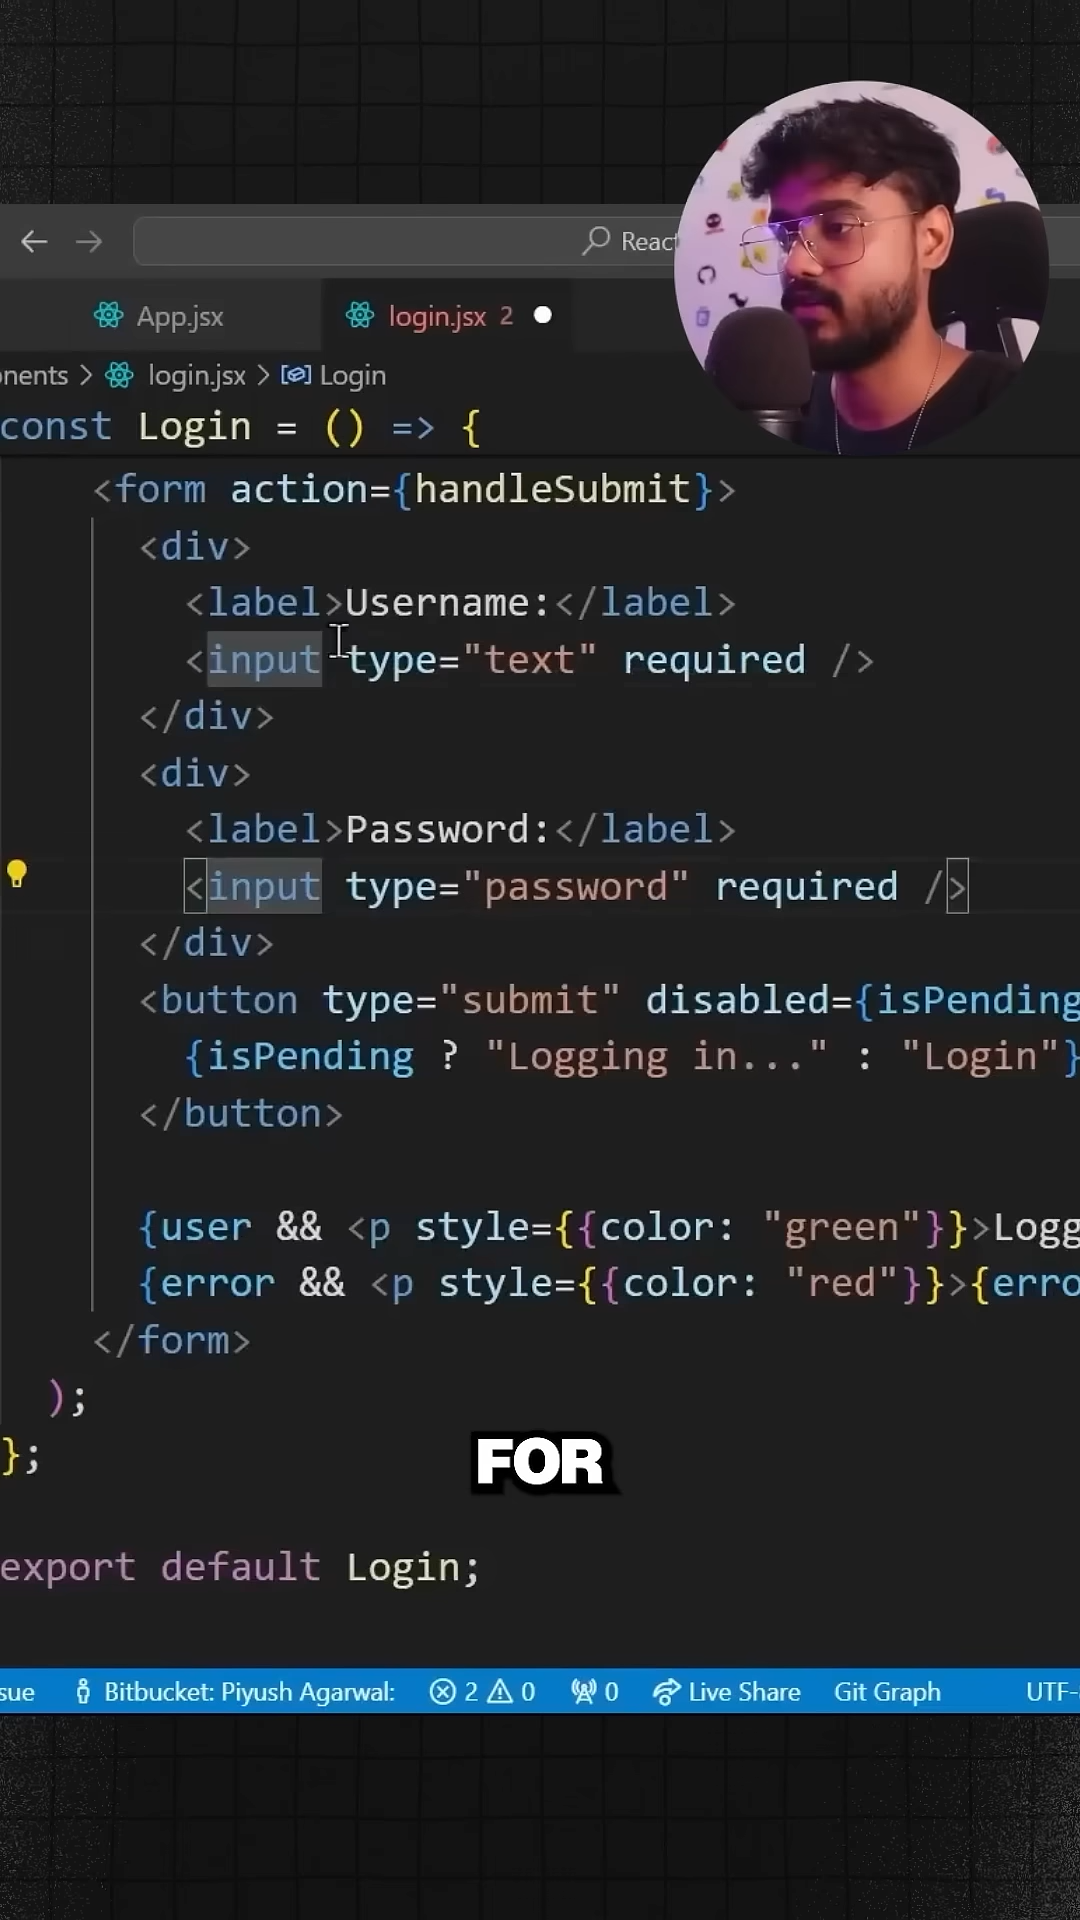 Reac
App.jsx
login.jsx 2
nents > login.jsx > Login
const Login = () => {
<form action={handleSubmit}>
<div>
<label>Username:</label>
<input type="text" required />
</div>
<div>
<label>Password:</label>
<input type="password" required />
</div>
<button type="submit" disabled={isPending
{isPending ? "Logging in..." : "Login"}
</button>
{user && <p style={{color: "green"}}>Logg
{error && <p style={{color: "red"}}>{erro
</form>
);
};
FOR
export default Login;
sue Bitbucket: Piyush Agarwal: 2 0 0 Live Share Git Graph UTF-